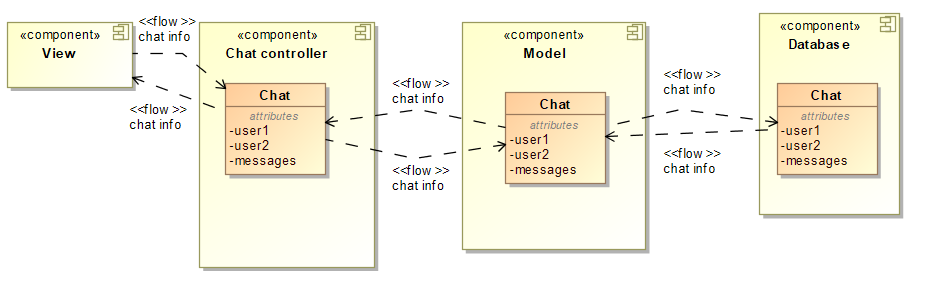 «component»
View
<<flow >>
chat info
<<flow >>
chat info
«component»
Chat controller
Chat
attributes
-user1
-user2
-messages
<<flow >>
chat info
<<flow >>
chat info
«component»
Model
Chat
attributes
-user1
-user2
-messages
<<flow >>
chat info
<<flow >>
chat info
«component»
Database
Chat
attributes
-user1
-user2
-messages